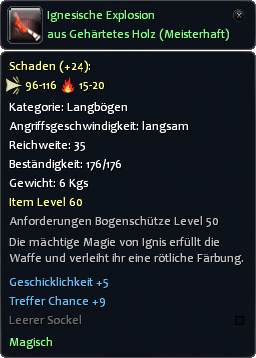 Ignesische Explosion
aus Gehärtetes Holz (Meisterhaft)
Schaden (+24):
96-116 15-20
Kategorie: Langbögen
Angriffsgeschwindigkeit: langsam
Reichweite: 35
Beständigkeit: 176/176
Gewicht: 6 Kgs
Item Level 60
Anforderungen Bogenschütze Level 50
Die mächtige Magie von Ignis erfüllt die
Waffe und verleiht ihr eine rötliche Färbung.
Geschicklichkeit +5
Treffer Chance +9
Leerer Sockel
Magisch